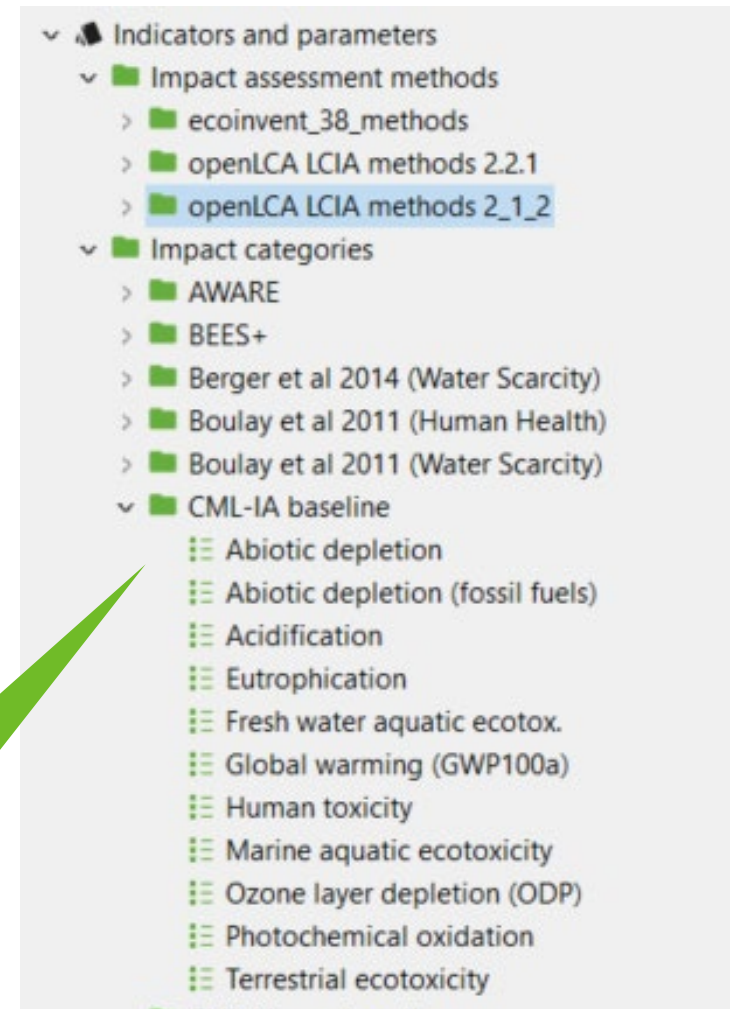 Indicators and parameters
Impact assessment methods
ecoinvent_38_methods
openLCA LCIA methods 2.2.1
openLCA LCIA methods 2_1_2
Impact categories
AWARE
BEES+
Berger et al 2014 (Water Scarcity)
Boulay et al 2011 (Human Health)
Boulay et al 2011 (Water Scarcity)
CML-IA baseline
Abiotic depletion
Abiotic depletion (fossil fuels)
Acidification
Eutrophication
Fresh water aquatic ecotox.
Global warming (GWP100a)
Human toxicity
Marine aquatic ecotoxicity
Ozone layer depletion (ODP)
Photochemical oxidation
Terrestrial ecotoxicity